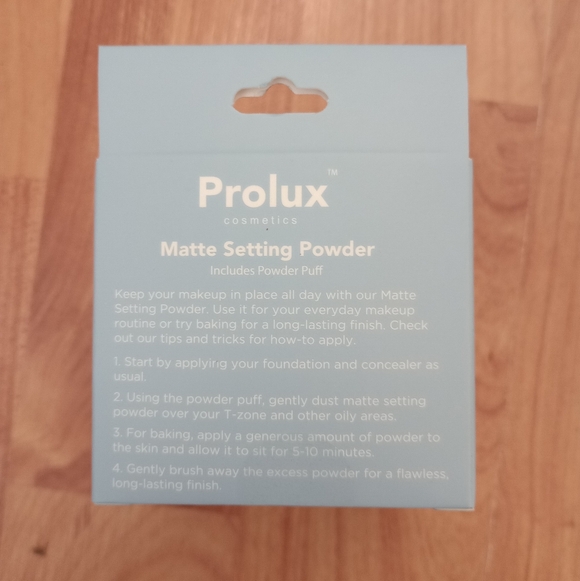 Prolux™
cosmetics
Matte Setting Powder
Includes Powder Puff
Keep your makeup in place all day with our Matte
Setting Powder. Use it for your everyday makeup
routine or try baking for a long-lasting finish. Check
out our tips and tricks for how-to apply.
1. Start by applying your foundation and concealer as
usual.
2. Using the powder puff, gently dust matte setting
powder over your T-zone and other oily areas.
3. For baking, apply a generous amount of powder to
the skin and allow it to sit for 5-10 minutes.
4. Gently brush away the excess powder for a flawless,
long-lasting finish.